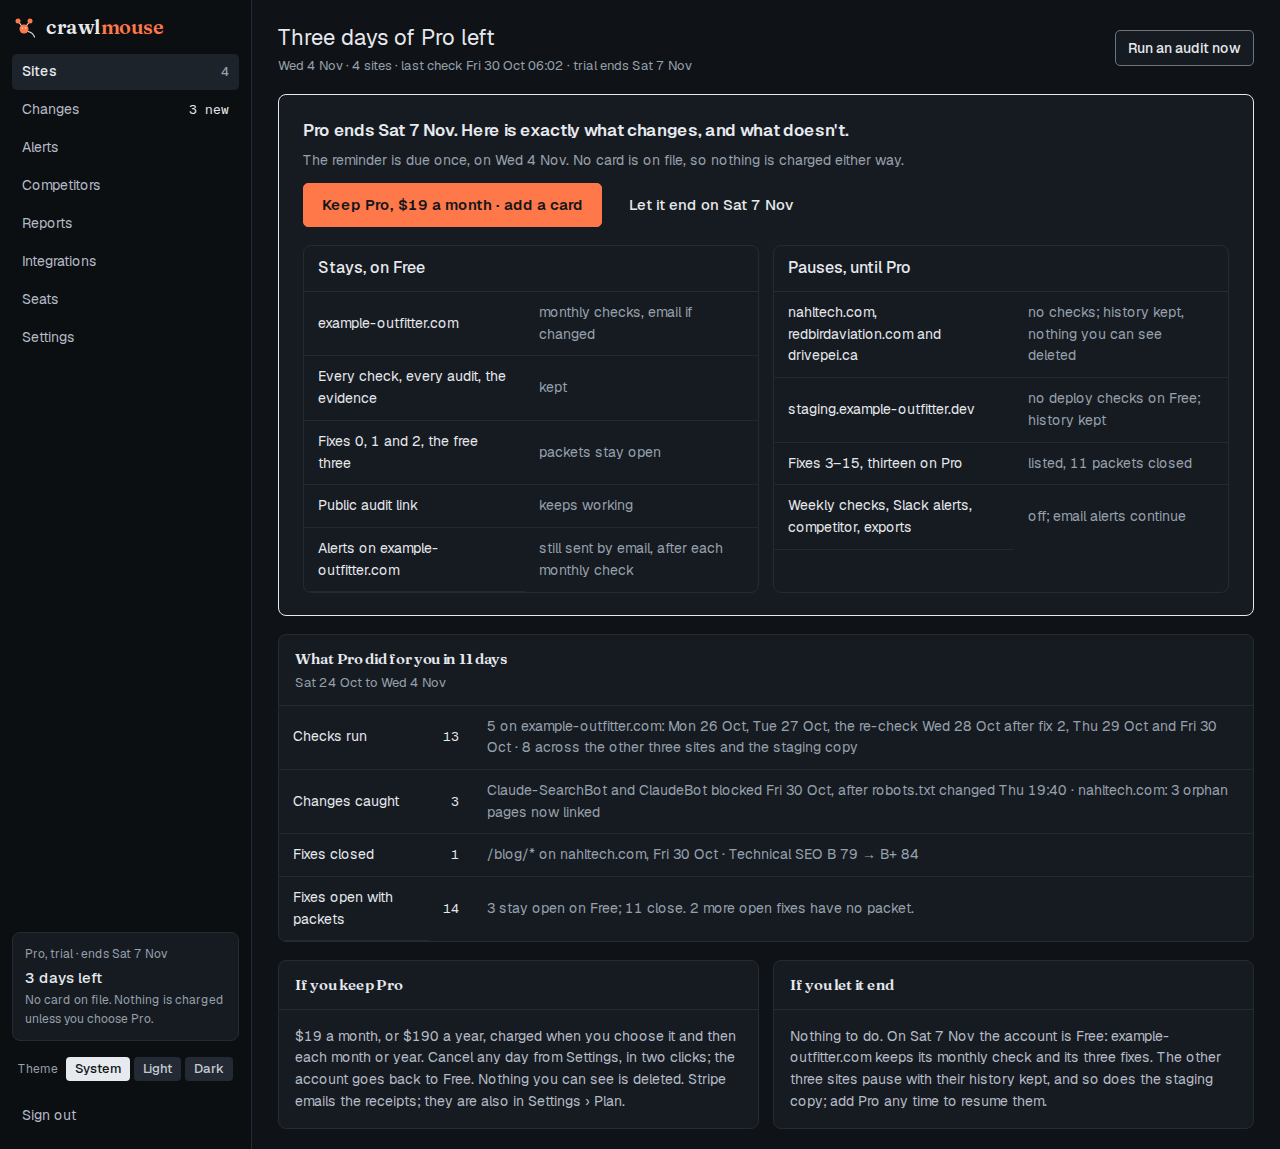 crawlmouse
Sites 4
Changes 3 new
Alerts
Competitors
Reports
Integrations
Seats
Settings
Pro, trial · ends Sat 7 Nov
3 days left
No card on file. Nothing is charged
unless you choose Pro.
Theme System Light Dark
Sign out
Three days of Pro left
Wed 4 Nov · 4 sites · last check Fri 30 Oct 06:02 · trial ends Sat 7 Nov
Run an audit now
Pro ends Sat 7 Nov. Here is exactly what changes, and what doesn't.
The reminder is due once, on Wed 4 Nov. No card is on file, so nothing is charged either way.
Keep Pro, $19 a month · add a card
Let it end on Sat 7 Nov
Stays, on Free
example-outfitter.com
monthly checks, email if
changed
Every check, every audit, the
evidence
kept
Fixes 0, 1 and 2, the free
three
packets stay open
Public audit link
keeps working
Alerts on example-
outfitter.com
still sent by email, after each
monthly check
Pauses, until Pro
nahltech.com,
redbirdaviation.com and
drivepei.ca
no checks; history kept,
nothing you can see
deleted
staging.example-outfitter.dev
no deploy checks on Free;
history kept
Fixes 3–15, thirteen on Pro
listed, 11 packets closed
Weekly checks, Slack alerts,
competitor, exports
off; email alerts continue
What Pro did for you in 11 days
Sat 24 Oct to Wed 4 Nov
Checks run
13
5 on example-outfitter.com: Mon 26 Oct, Tue 27 Oct, the re-check Wed 28 Oct after fix 2, Thu 29 Oct and Fri 30
Oct · 8 across the other three sites and the staging copy
Changes caught
3
Claude-SearchBot and ClaudeBot blocked Fri 30 Oct, after robots.txt changed Thu 19:40 · nahltech.com: 3 orphan
pages now linked
Fixes closed
1
/blog/* on nahltech.com, Fri 30 Oct · Technical SEO B 79 → B+ 84
Fixes open with
packets
14
3 stay open on Free; 11 close. 2 more open fixes have no packet.
If you keep Pro
$19 a month, or $190 a year, charged when you choose it and then
each month or year. Cancel any day from Settings, in two clicks; the
account goes back to Free. Nothing you can see is deleted. Stripe
emails the receipts; they are also in Settings › Plan.
If you let it end
Nothing to do. On Sat 7 Nov the account is Free: example-
outfitter.com keeps its monthly check and its three fixes. The other
three sites pause with their history kept, and so does the staging
copy; add Pro any time to resume them.